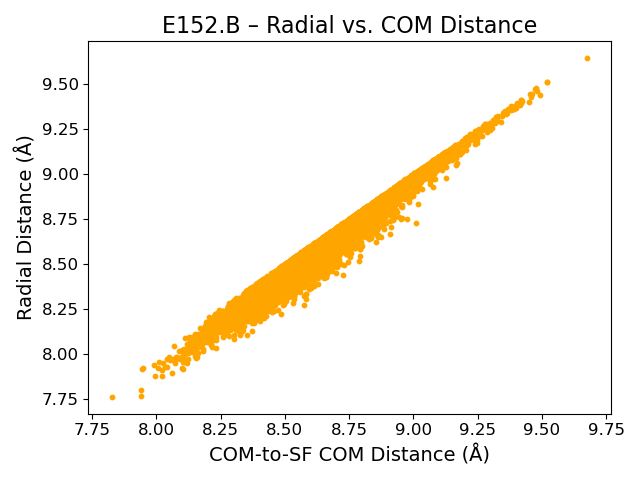 E152.B – Radial vs. COM Distance
Radial Distance (Å)
9.50
9.25
9.00
8.75
8.50
8.25
8.00
7.75
7.75 8.00 8.25 8.50 8.75 9.00 9.25 9.50 9.75
COM-to-SF COM Distance (Å)